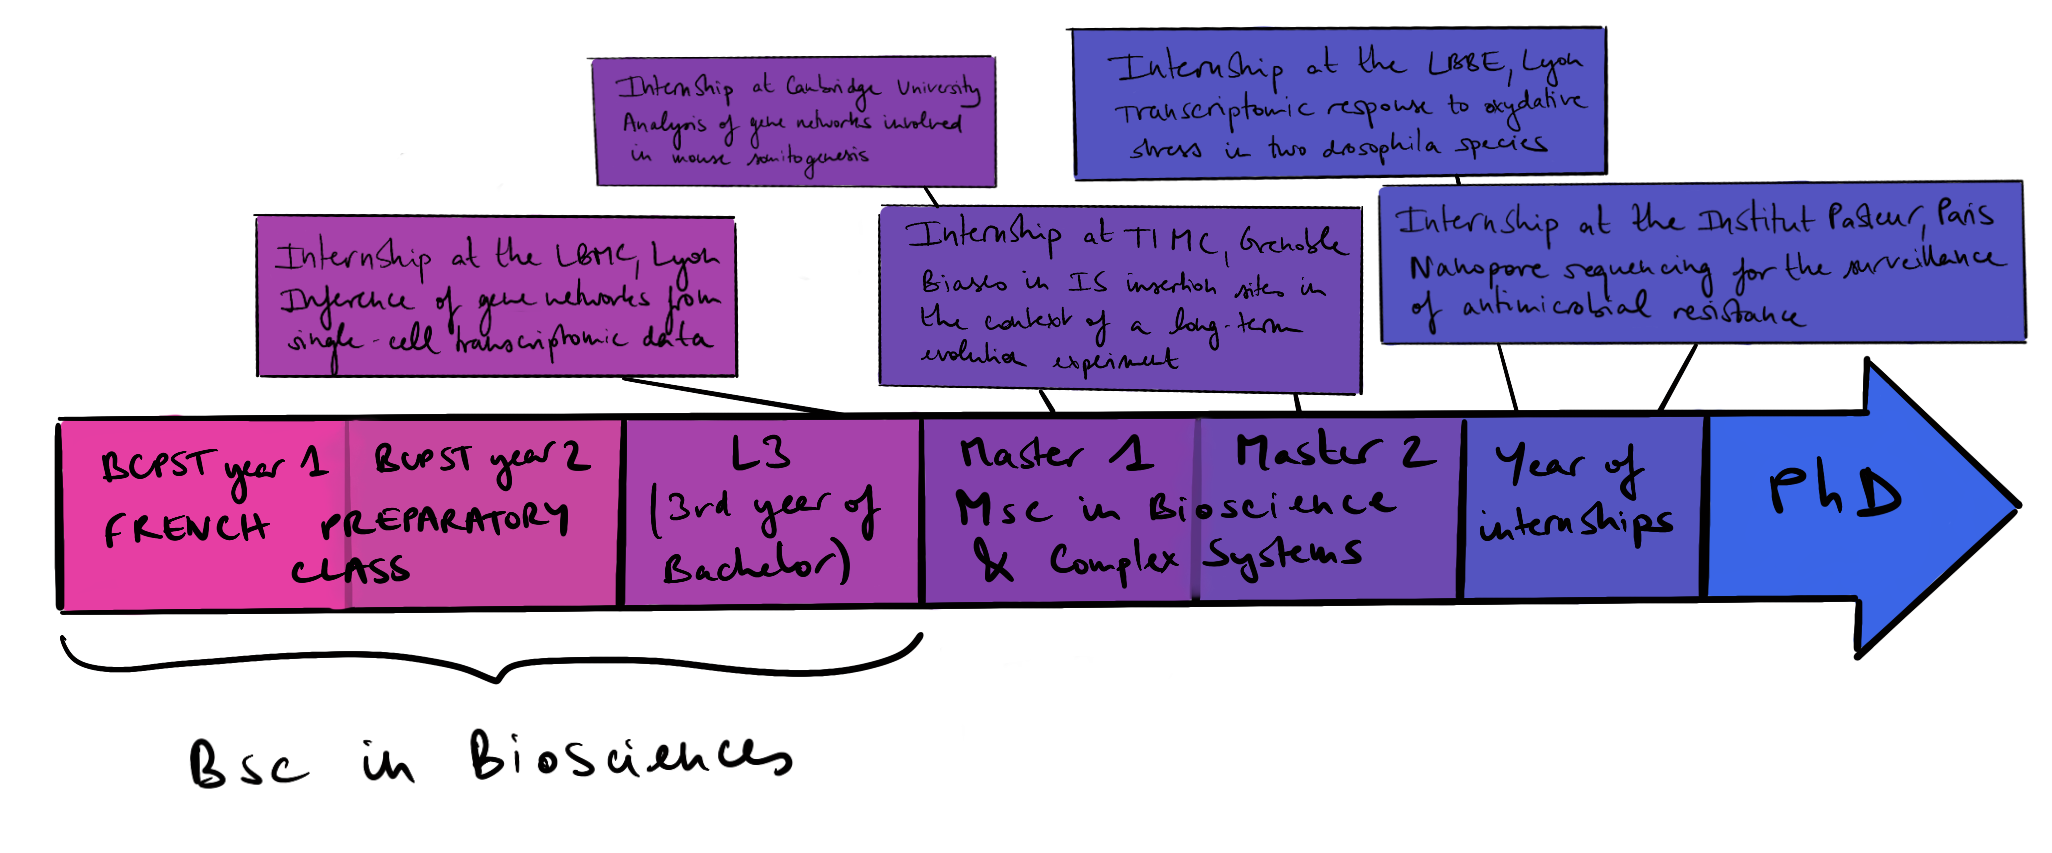 Internship at Cambridge University
Analysis of gene networks involved
in mouse somitogenesis
Internship at the LBBE, Lyon
Transcriptomic response to oxydative
stress in two drosophila species
Internship at the LBMC, Lyon
Inference of gene networks from
single-cell transcriptomic data
Internship at TIMC, Grenoble
Biases in IS insertion sites in
the context of a long-term
evolution experiment
Internship at the Institut Pasteur, Paris
Nanopore sequencing for the surveillance
of antimicrobial resistance
BCPST year 1
BCPST year 2
FRENCH PREPARATORY
CLASS
L3
(3rd year of
Bachelor)
Master 1
Master 2
Msc in Bioscience
& Complex Systems
Year of
internships
PhD
Bsc in Biosciences